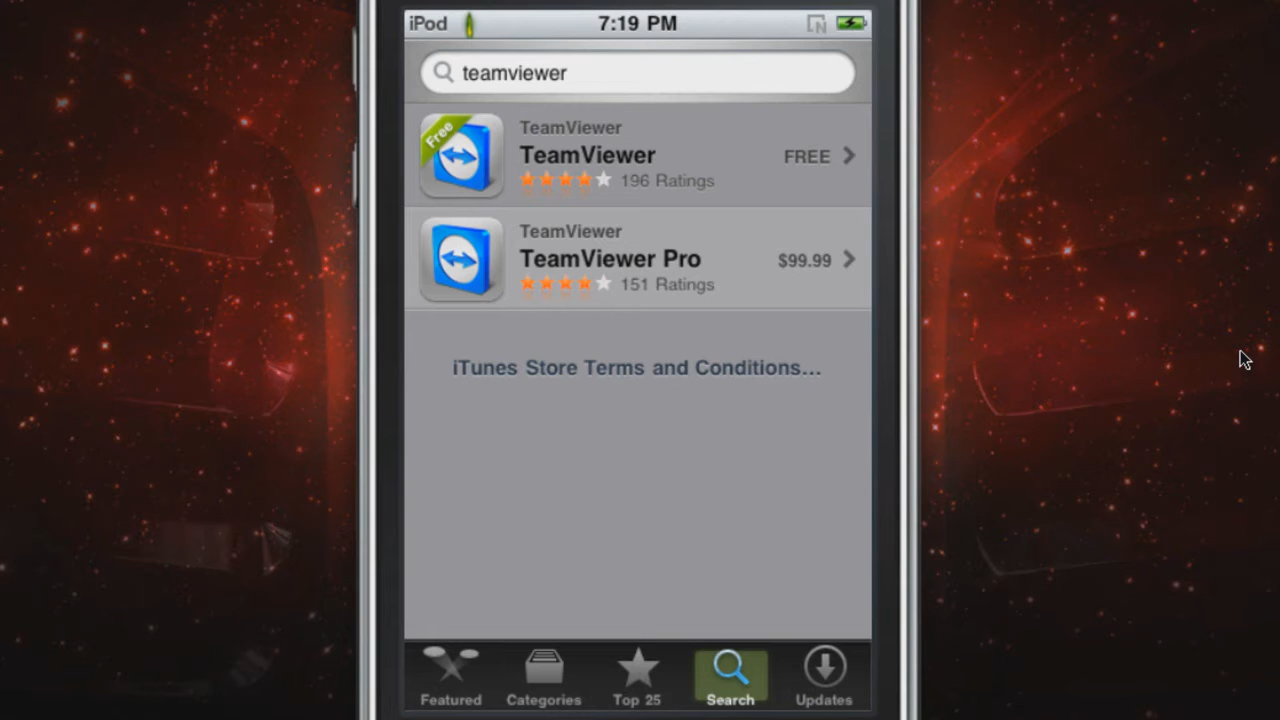 iPod 7:19 PM N
teamviewer
Free
TeamViewer
TeamViewer FREE
196 Ratings
TeamViewer
TeamViewer Pro $99.99
151 Ratings
iTunes Store Terms and Conditions...
Featured Categories Top 25 Search Updates